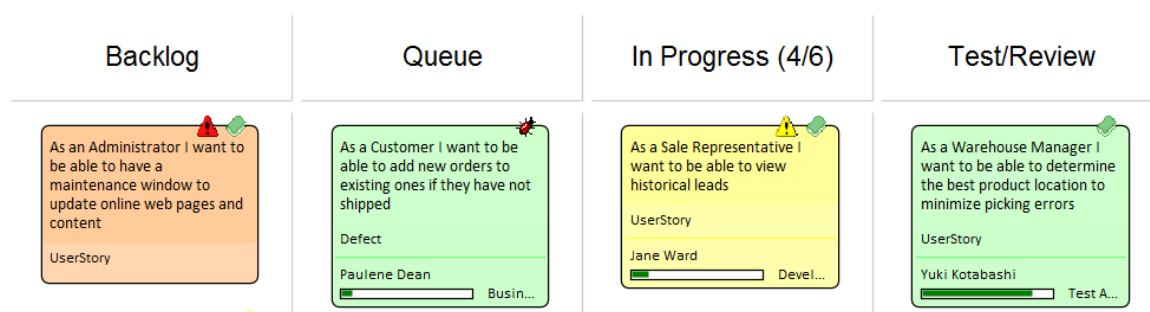 Backlog
Queue
In Progress (4/6)
Test/Review
As an Administrator I want to
be able to have a
maintenance window to
update online web pages and
content
UserStory
As a Customer I want to be
able to add new orders to
existing ones if they have not
shipped
Defect
Paulene Dean
Busin...
As a Sale Representative I
want to be able to view
historical leads
UserStory
Jane Ward
Devel...
As a Warehouse Manager I
want to be able to determine
the best product location to
minimize picking errors
UserStory
Yuki Kotabashi
Test A...